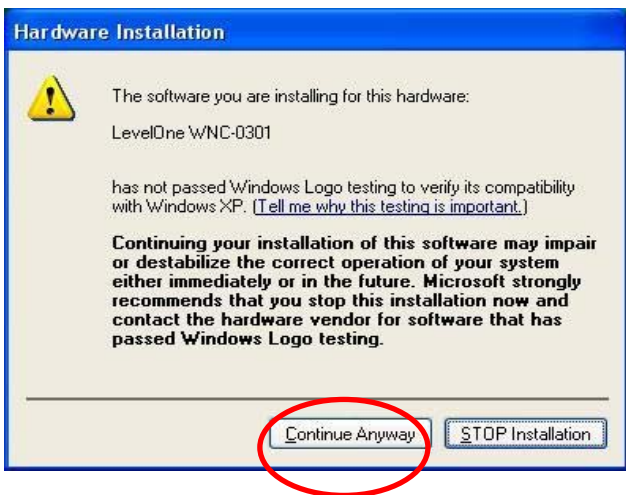 Hardware Installation
The software you are installing for this hardware:
LevelOne WNC-0301
has not passed Windows Logo testing to verify its compatibility
with Windows XP. (Tell me why this testing is important.)
Continuing your installation of this software may impair
or destabilize the correct operation of your system
either immediately or in the future. Microsoft strongly
recommends that you stop this installation now and
contact the hardware vendor for software that has
passed Windows Logo testing.
Continue Anyway STOP Installation